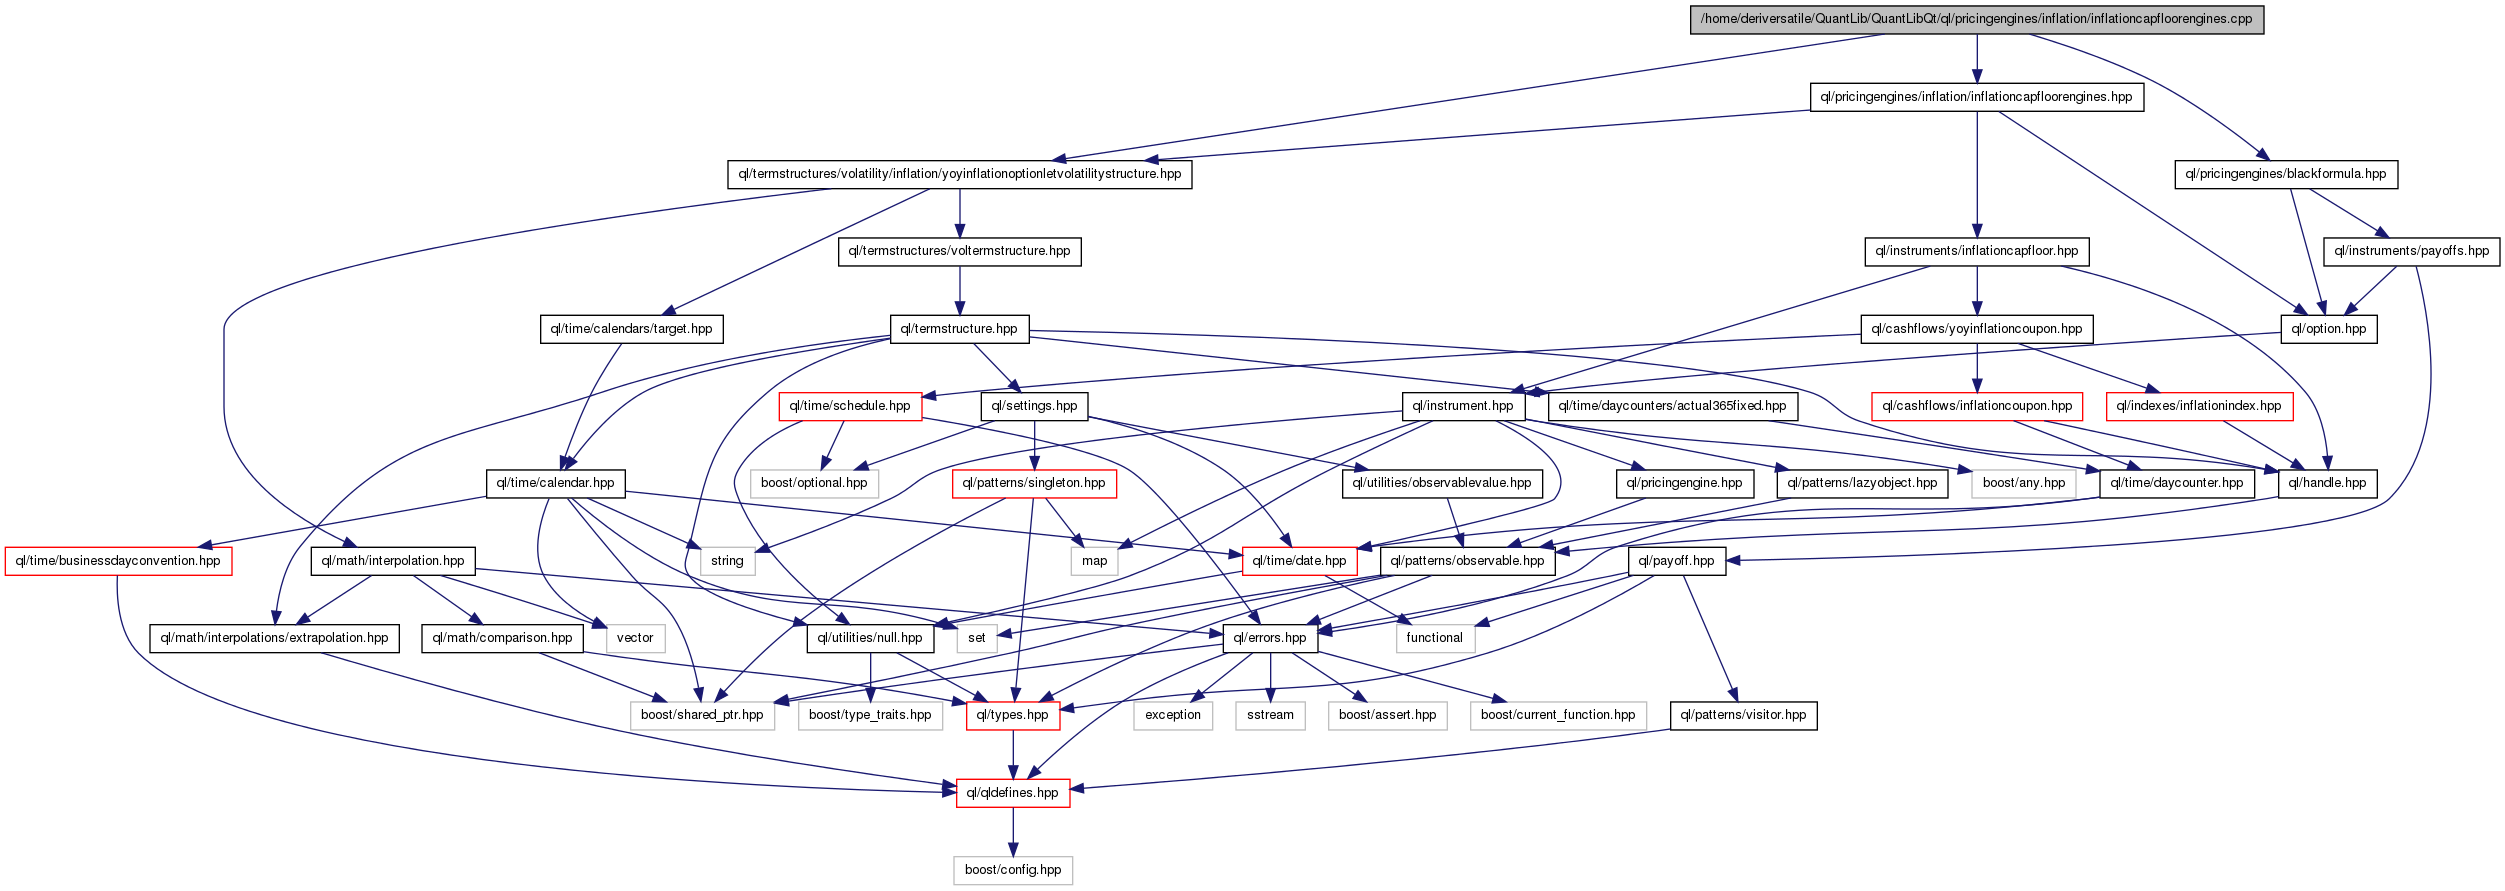 /home/deriversatile/QuantLib/QuantLibQt/ql/pricingengines/inflation/inflationcapfloorengines.cpp
ql/pricingengines/inflation/inflationcapfloorengines.hpp
ql/termstructures/volatility/inflation/yoyinflationoptionletvolatilitystructure.hpp
ql/pricingengines/blackformula.hpp
ql/termstructures/voltermstructure.hpp
ql/instruments/inflationcapfloor.hpp
ql/instruments/payoffs.hpp
ql/time/calendars/target.hpp
ql/termstructure.hpp
ql/cashflows/yoyinflationcoupon.hpp
ql/option.hpp
ql/time/schedule.hpp
ql/settings.hpp
ql/instrument.hpp
ql/time/daycounters/actual365fixed.hpp
ql/cashflows/inflationcoupon.hpp
ql/indexes/inflationindex.hpp
ql/time/calendar.hpp
boost/optional.hpp
ql/patterns/singleton.hpp
ql/utilities/observablevalue.hpp
ql/pricingengine.hpp
ql/patterns/lazyobject.hpp
boost/any.hpp
ql/time/daycounter.hpp
ql/handle.hpp
ql/time/businessdayconvention.hpp
ql/math/interpolation.hpp
string
map
ql/time/date.hpp
ql/patterns/observable.hpp
ql/payoff.hpp
ql/math/interpolations/extrapolation.hpp
ql/math/comparison.hpp
vector
ql/utilities/null.hpp
set
ql/errors.hpp
functional
boost/shared_ptr.hpp
boost/type_traits.hpp
ql/types.hpp
exception
sstream
boost/assert.hpp
boost/current_function.hpp
ql/patterns/visitor.hpp
ql/qldefines.hpp
boost/config.hpp